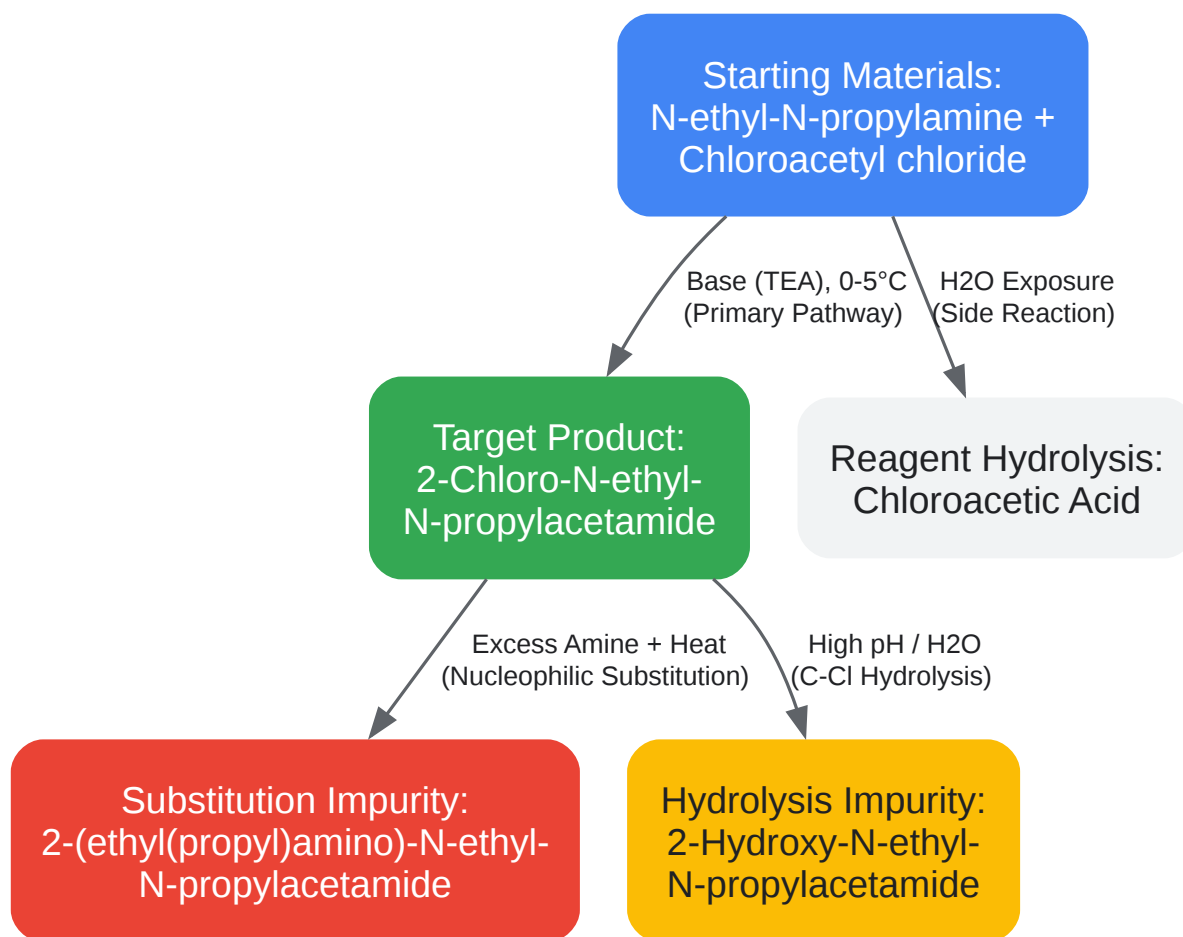 Starting Materials:
N-ethyl-N-propylamine +
Chloroacetyl chloride
Base (TEA), 0-5°C
(Primary Pathway)
H2O Exposure
(Side Reaction)
Target Product:
2-Chloro-N-ethyl-
N-propylacetamide
Reagent Hydrolysis:
Chloroacetic Acid
Excess Amine + Heat
(Nucleophilic Substitution)
High pH / H2O
(C-Cl Hydrolysis)
Substitution Impurity:
2-(ethyl(propyl)amino)-N-ethyl-
N-propylacetamide
Hydrolysis Impurity:
2-Hydroxy-N-ethyl-
N-propylacetamide